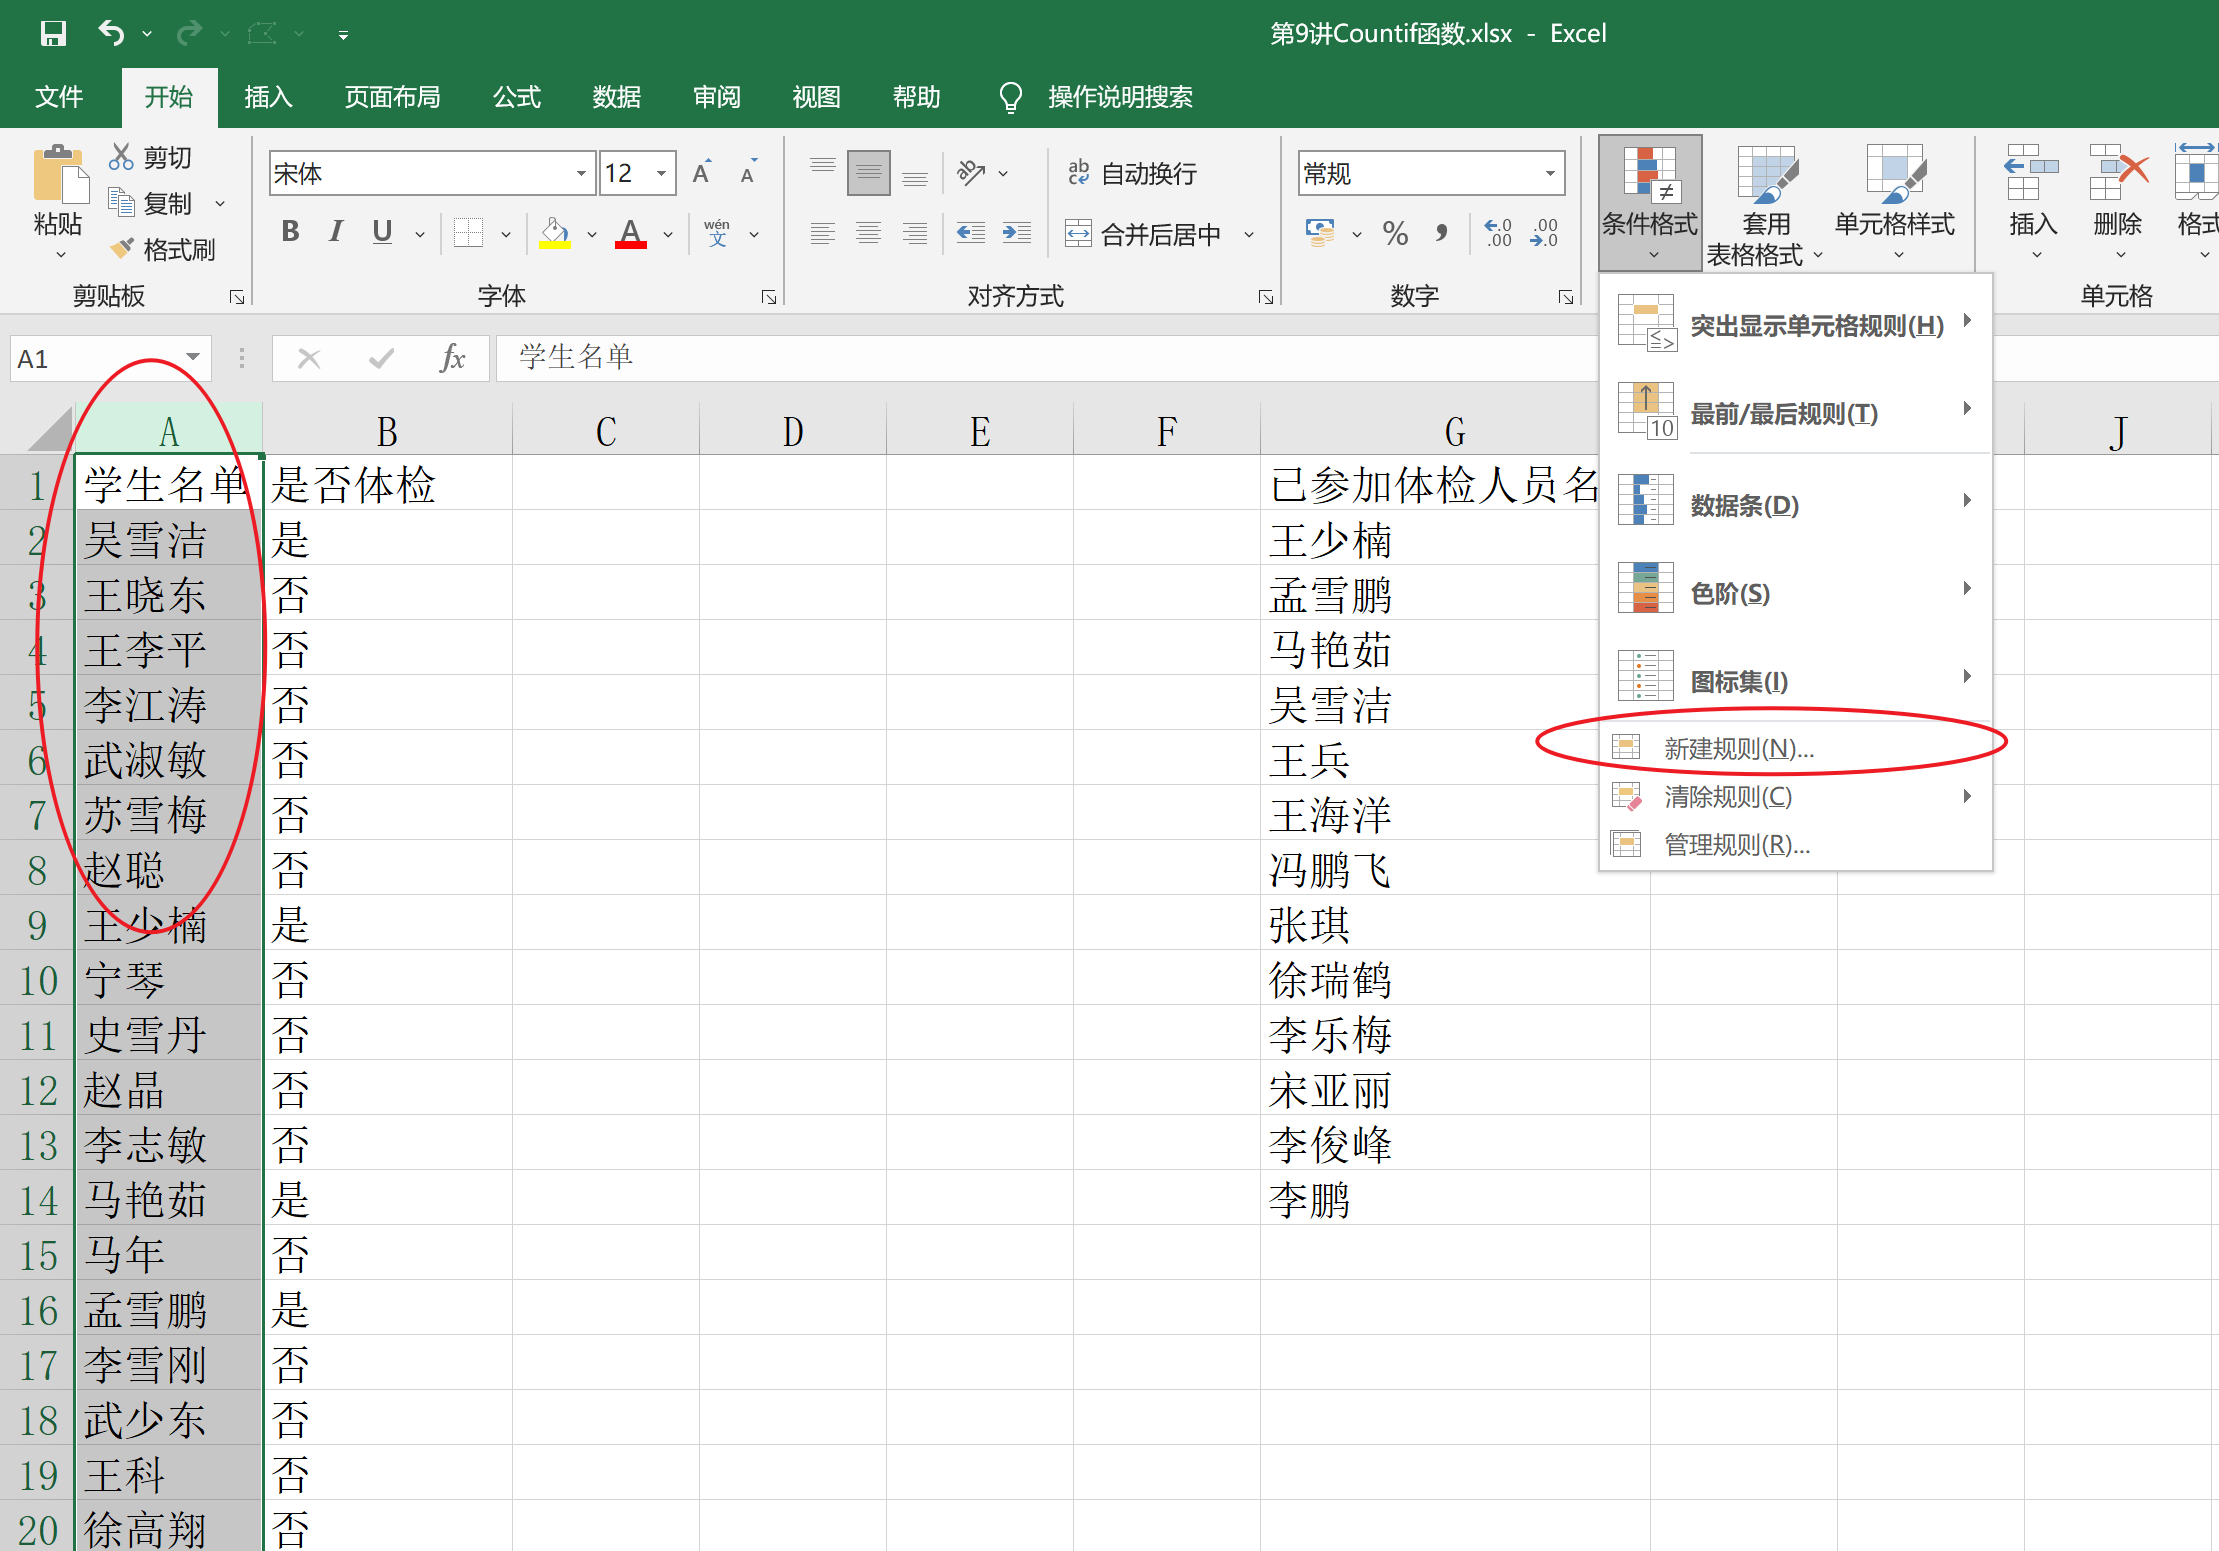 第9讲Countif函数.xlsx - Excel
文件 开始 插入 页面布局 公式 数据 审阅 视图 帮助 操作说明搜索
粘贴 剪切 复制 格式刷 剪贴板
宋体 12 A A
B I U A wén 文
字体
自动换行
合并后居中
对齐方式
常规
% , .0 .00 .00 .0
数字
条件格式 套用 表格格式 单元格样式
插入 删除 格式
单元格
A1 fx 学生名单
突出显示单元格规则(H)
最前/最后规则(T)
数据条(D)
色阶(S)
图标集(I)
新建规则(N)...
清除规则(C)
管理规则(R)...
A B C D E F G J
1 学生名单 是否体检 已参加体检人员名
2 吴雪洁 是 王少楠
3 王晓东 否 孟雪鹏
4 王李平 否 马艳茹
5 李江涛 否 吴雪洁
6 武淑敏 否 王兵
7 苏雪梅 否 王海洋
8 赵聪 否 冯鹏飞
9 王少楠 是 张琪
10 宁琴 否 徐瑞鹤
11 史雪丹 否 李乐梅
12 赵晶 否 宋亚丽
13 李志敏 否 李俊峰
14 马艳茹 是 李鹏
15 马年 否
16 孟雪鹏 是
17 李雪刚 否
18 武少东 否
19 王科 否
20 徐高翔 否